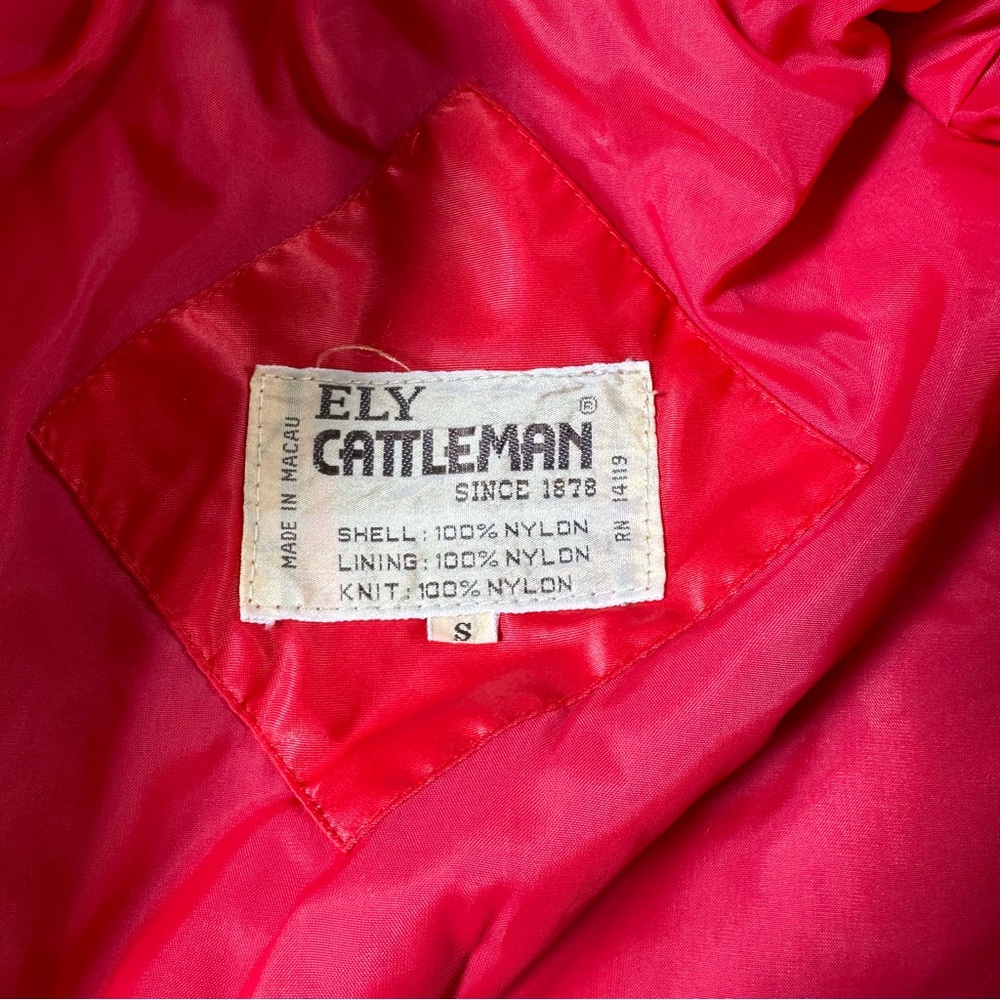 ELY
CATTLEMAN ®
SINCE 1878
MADE IN MACAU
RN 14119
SHELL: 100% NYLON
LINING: 100% NYLON
KNIT: 100% NYLON
S